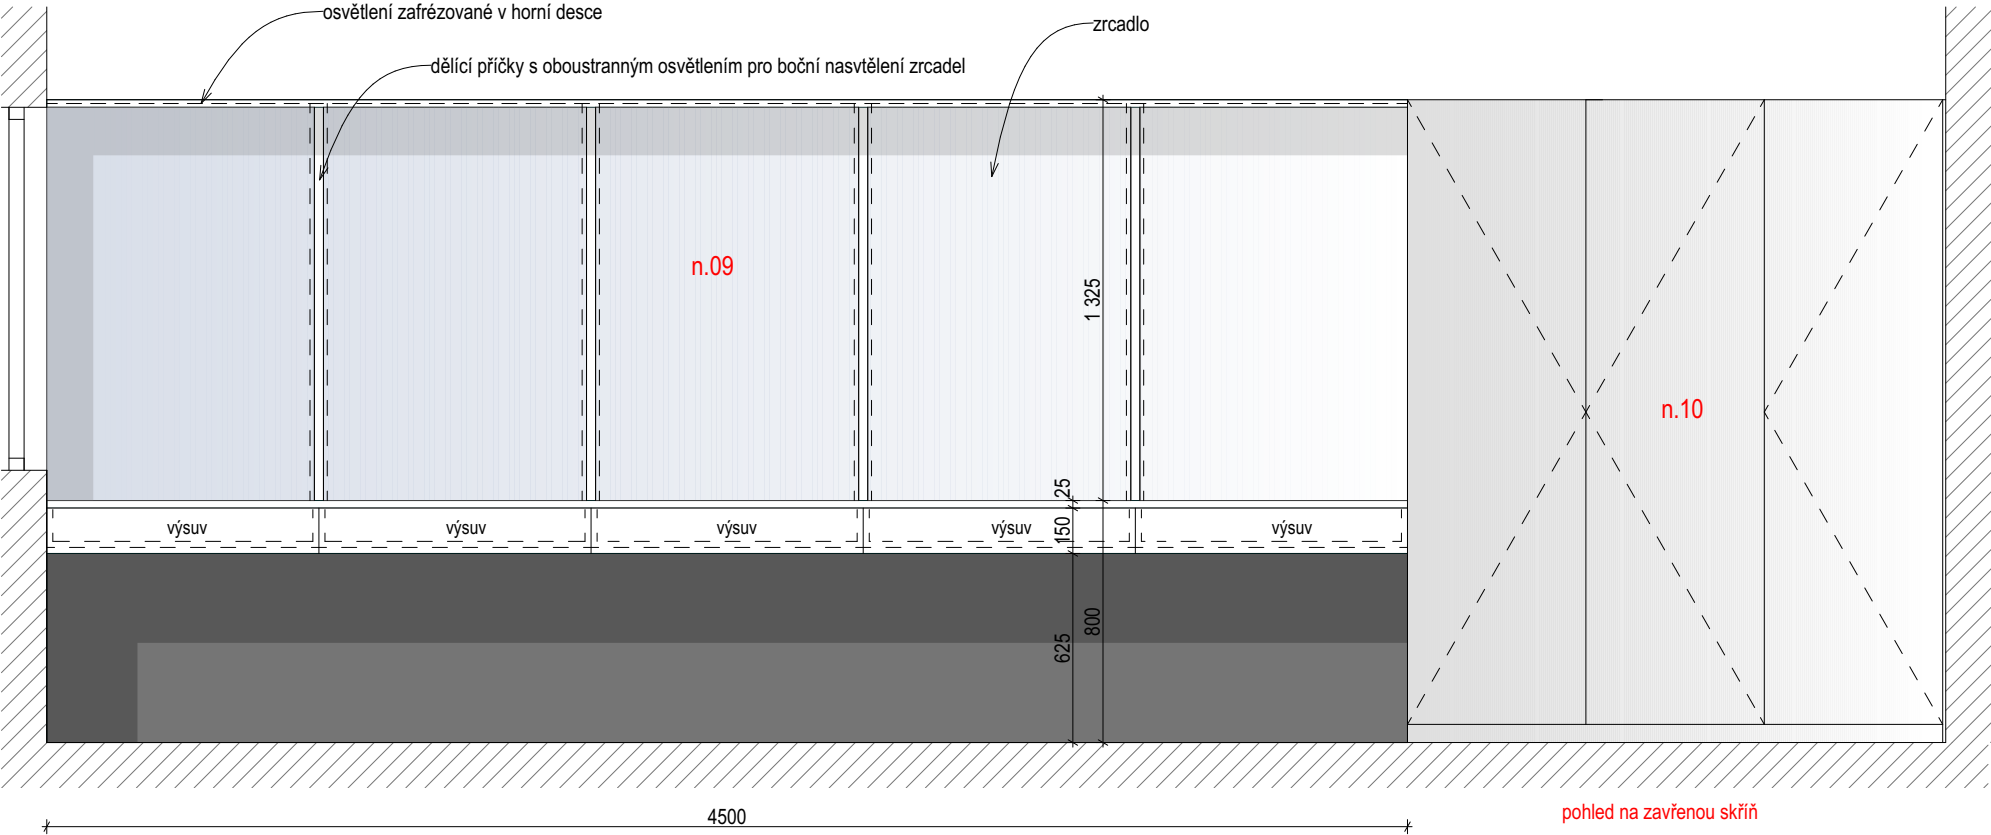 osvětlení zafrézované v horní desce
zrcadlo
dělící příčky s oboustranným osvětlením pro boční nasvtělení zrcadel
n.09
1 325
n.10
25
výsuv
výsuv
výsuv
výsuv
150
výsuv
800
625
4500
pohled na zavřenou skříň